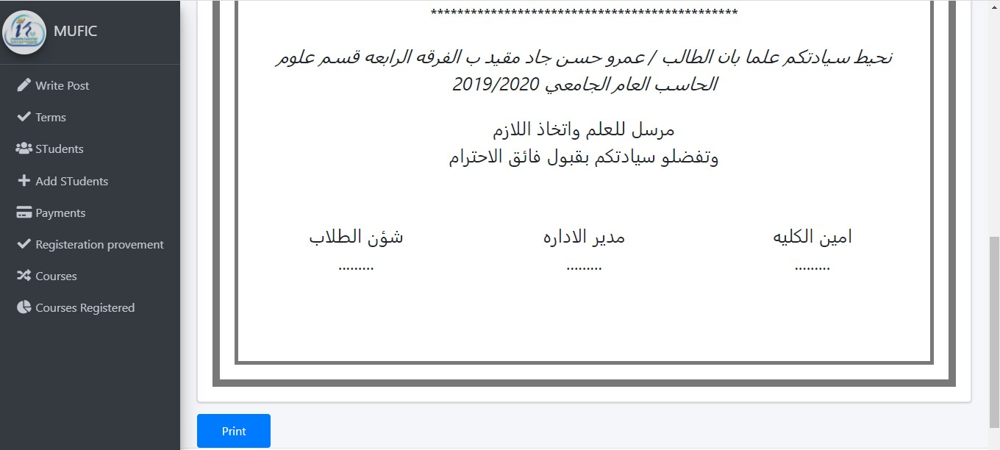 MUFIC
Write Post
Terms
STudents
Add STudents
Payments
Registeration provement
Courses
Courses Registered
**********************************************
نحيط سيادتكم علما بان الطالب / عمرو حسن جاد مقيد ب الفرقه الرابعه قسم علوم
الحاسب العام الجامعي 2019/2020
مرسل للعلم واتخاذ اللازم
وتفضلو سيادتكم بقبول فائق الاحترام
امين الكليه
مدير الاداره
شؤن الطلاب
.........
.........
.........
Print